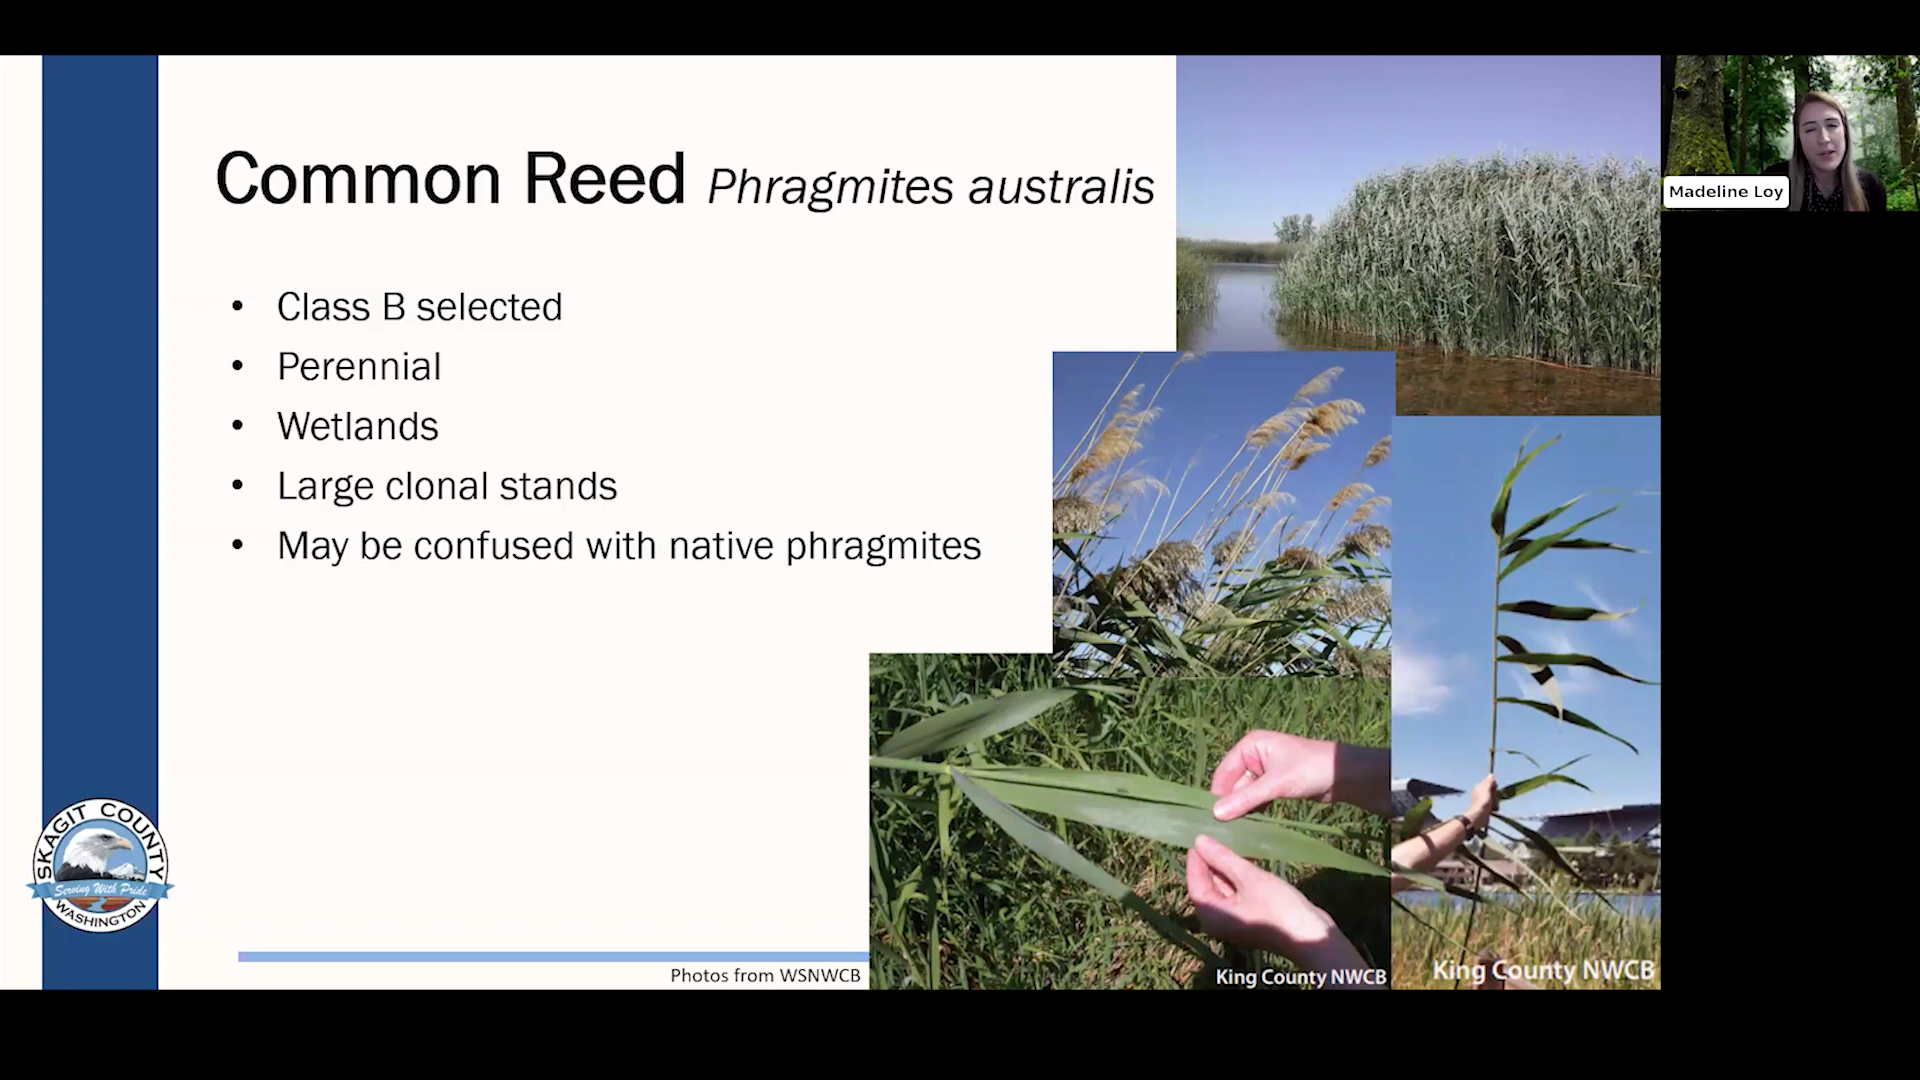 Common Reed Phragmites australis
• Class B selected
• Perennial
• Wetlands
• Large clonal stands
• May be confused with native phragmites
Madeline Loy
SKAGIT COUNTY
Serving With Pride
WASHINGTON
Photos from WSNWCB
King County NWCB
King County NWCB